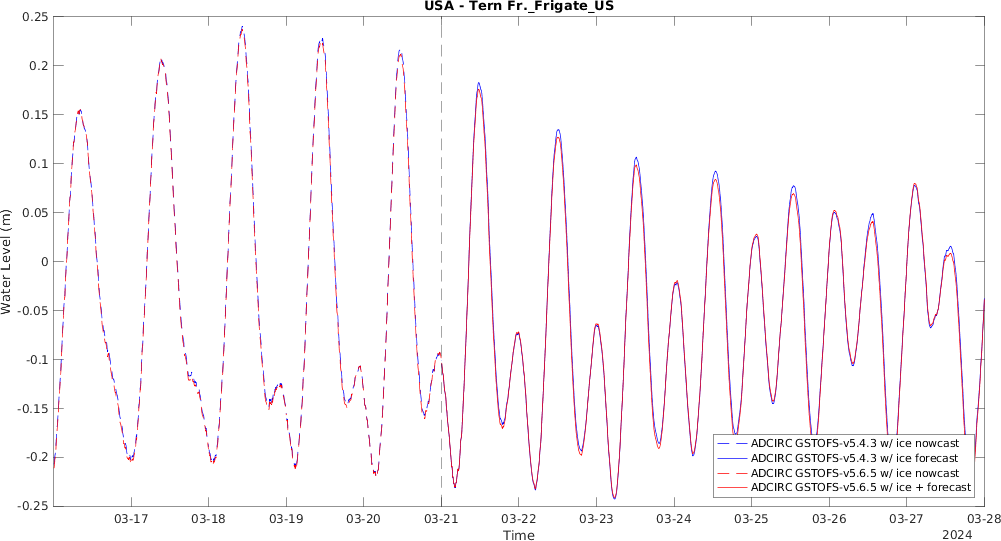 USA - Tern Fr._Frigate_US
0.25
0.2
0.15
0.1
0.05
0
-0.05
-0.1
-0.15
-0.2
-0.25
Water Level (m)
ADCIRC GSTOFS-v5.4.3 w/ ice nowcast
ADCIRC GSTOFS-v5.4.3 w/ ice forecast
ADCIRC GSTOFS-v5.6.5 w/ ice nowcast
ADCIRC GSTOFS-v5.6.5 w/ ice + forecast
03-17 03-18 03-19 03-20 03-21 03-22 03-23 03-24 03-25 03-26 03-27 03-28
Time
2024